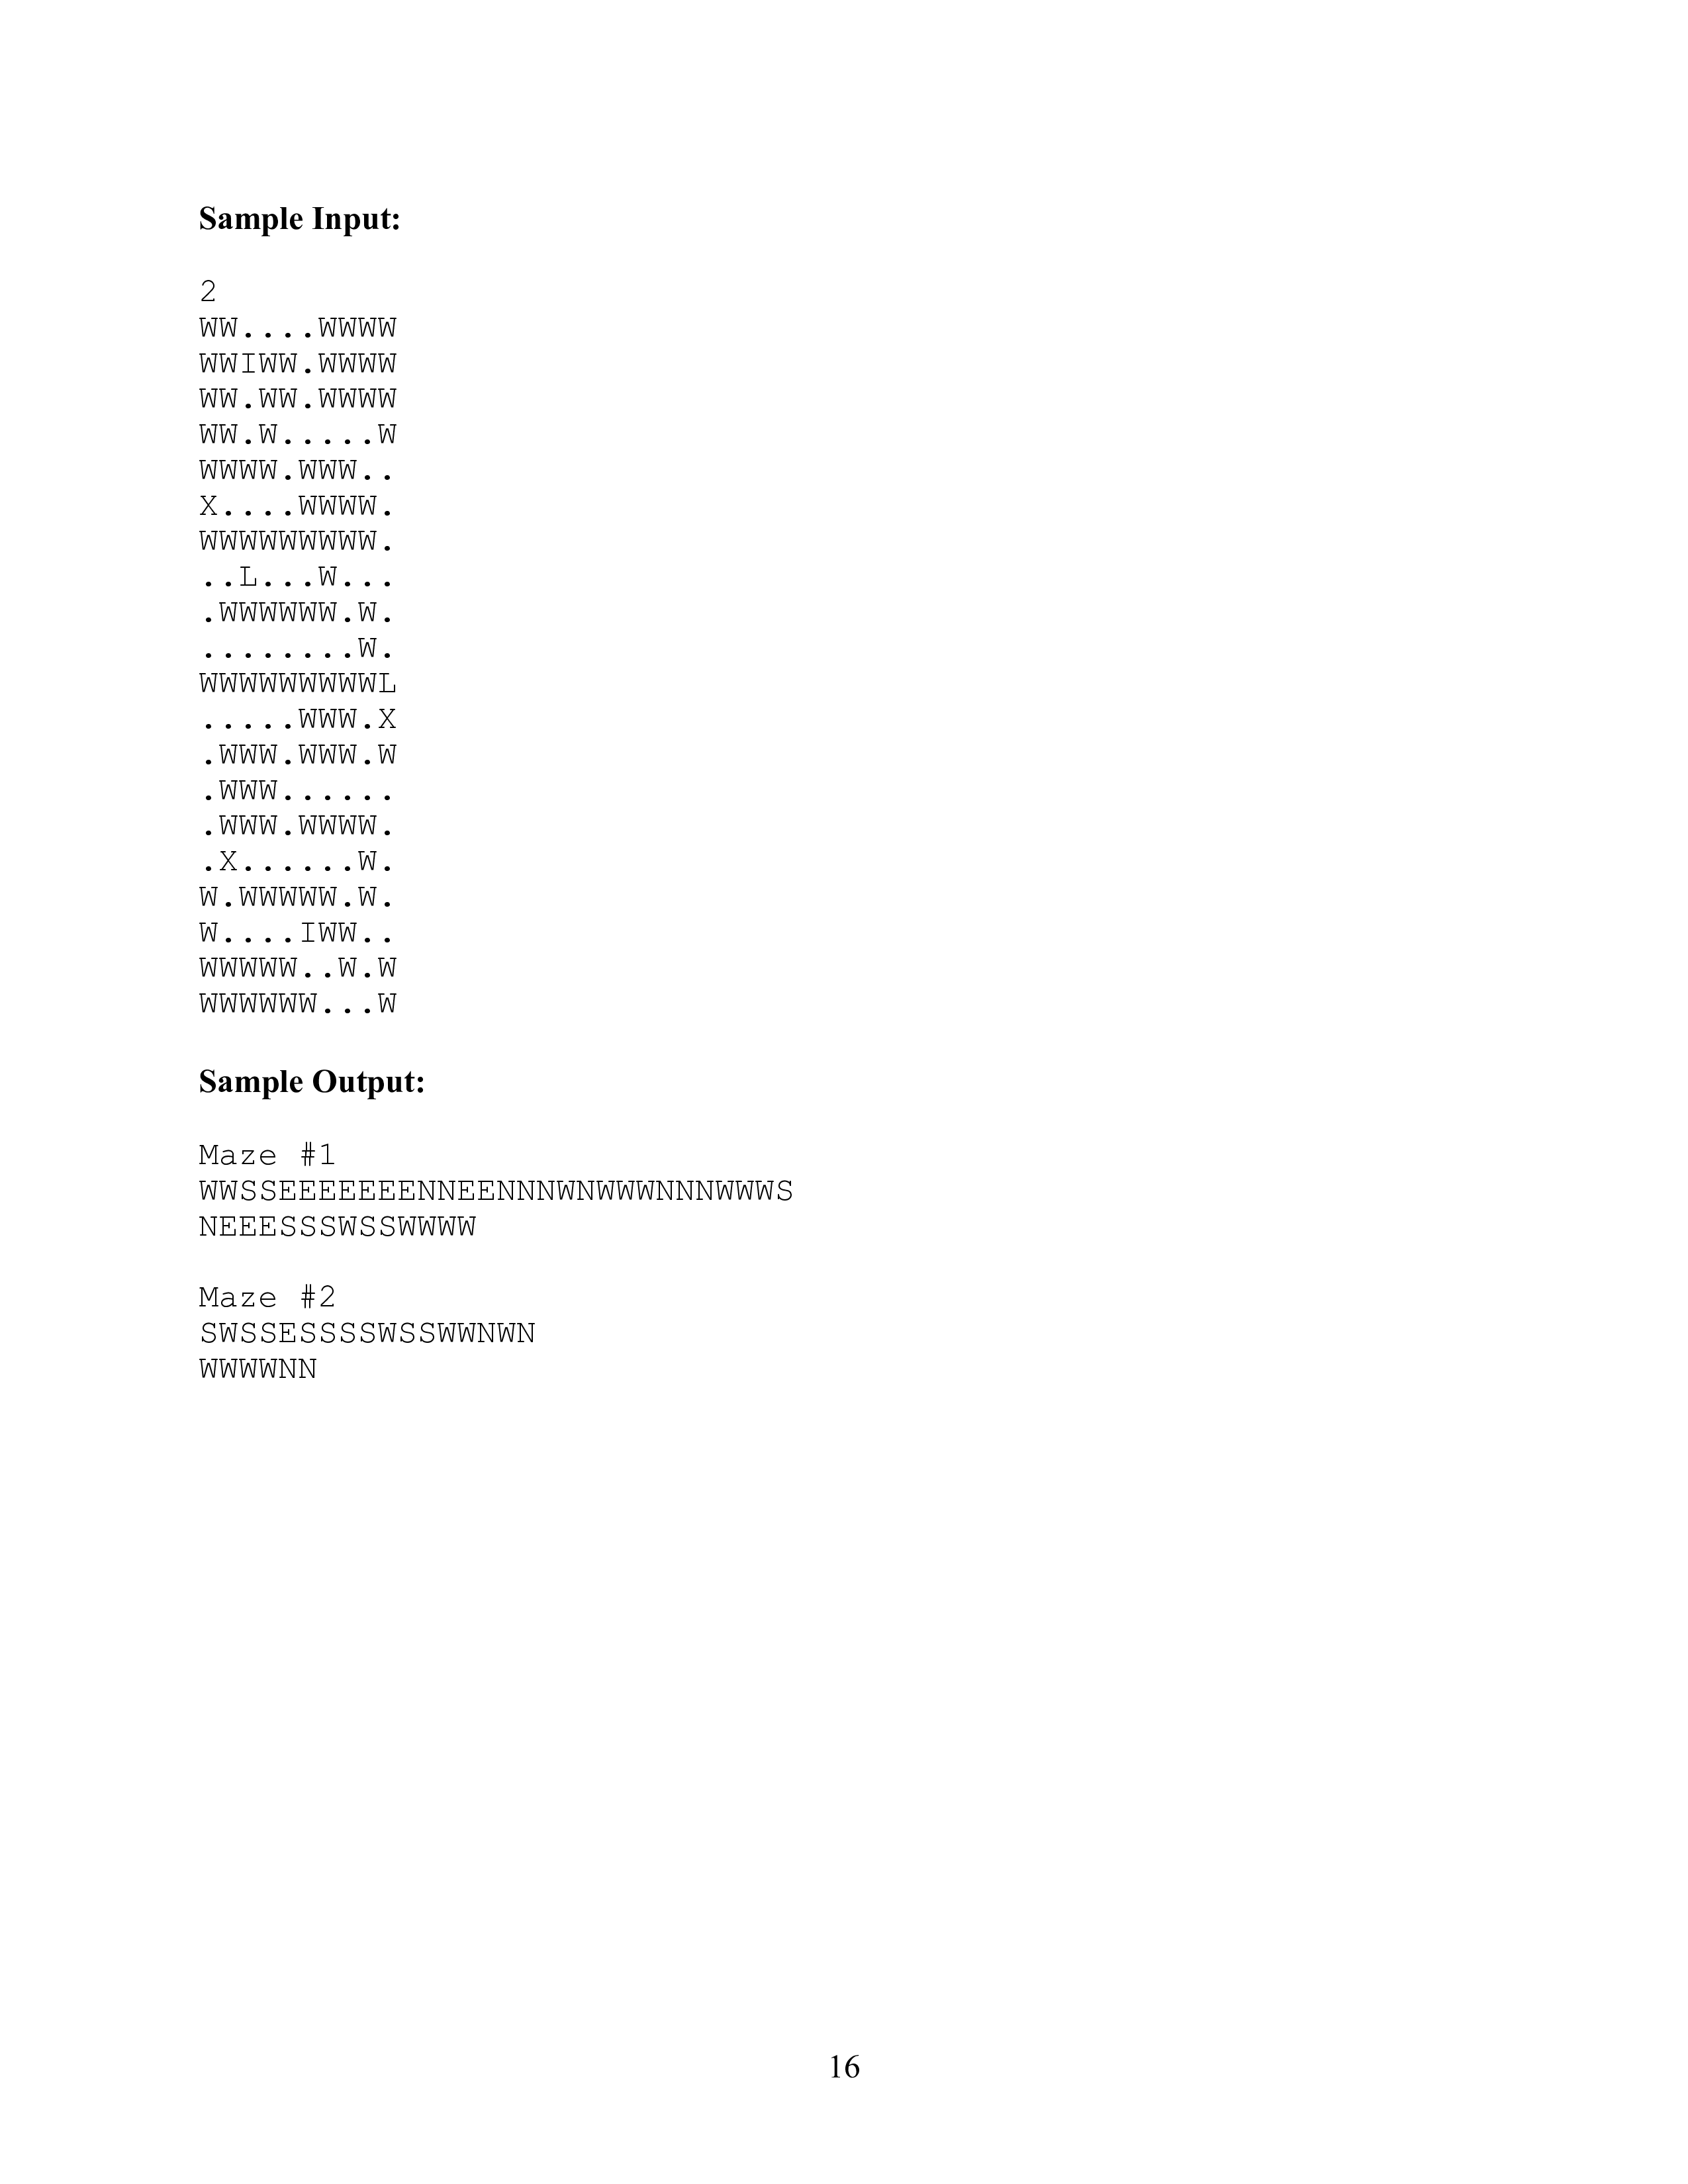 Sample Input:
2
WW....WWWW
WWIWW.WWWW
WW.WW.WWWW
WW.W.....W
WWWW.WWW..
X....WWWW.
WWWWWWWWW.
..L...W...
.WWWWWW.W.
........W.
WWWWWWWWWL
.....WWW.X
.WWW.WWW.W
.WWW......
.WWW.WWWW.
.X......W.
W.WWWWW.W.
W....IWW..
WWWWW..W.W
WWWWWW...W
Sample Output:
Maze #1
WWSSEEEEEEENNEENNNWNWWWNNNWWWS
NEEESSSWSSWWWW
Maze #2
SWSSESSSSWSSWWNWN
WWWWNN
16